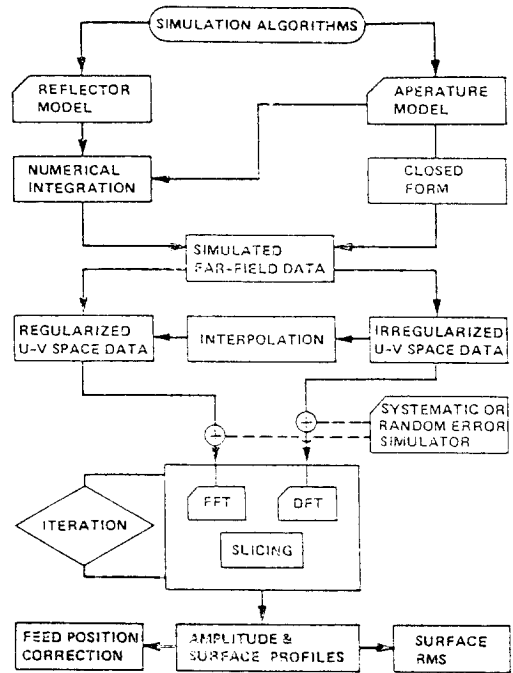 SIMULATION ALGORITHMS
REFLECTOR
MODEL
APERATURE
MODEL
NUMERICAL
INTEGRATION
CLOSED
FORM
SIMULATED
FAR-FIELD DATA
REGULARIZED
U-V SPACE DATA
INTERPOLATION
IRREGULARIZED
U-V SPACE DATA
SYSTEMATIC OR
RANDOM ERROR
SIMULATOR
ITERATION
FFT
DFT
SLICING
FEED POSITION
CORRECTION
AMPLITUDE &
SURFACE PROFILES
SURFACE
RMS